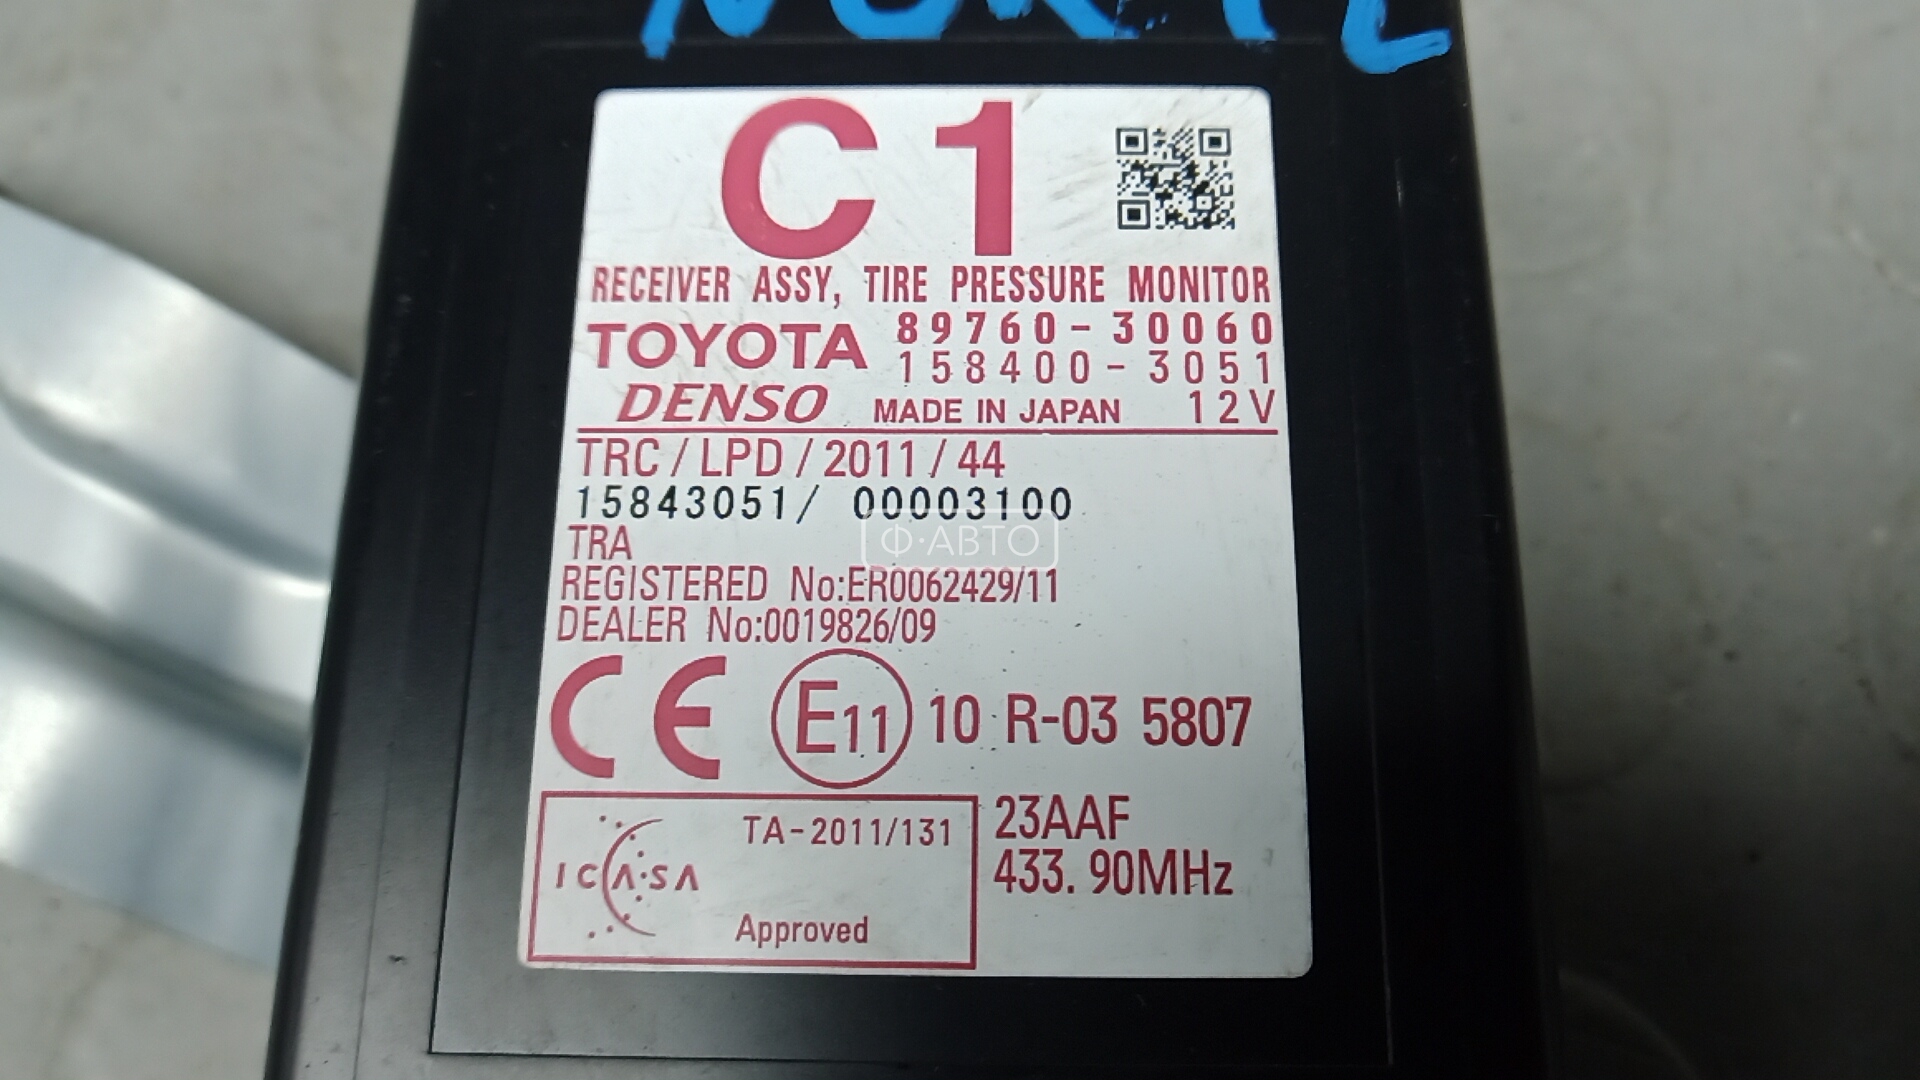 C1
RECEIVER ASSY, TIRE PRESSURE MONITOR
TOYOTA 89760-30060
158400-3051
DENSO MADE IN JAPAN 12V
TRC/LPD/2011/44
15843051/ 00003100
Ф·АВТО
TRA
REGISTERED No:ER0062429/11
DEALER No:0019826/09
CE E11 10 R-03 5807
TA-2011/131
ICASA
Approved
23AAF
433.90MHz